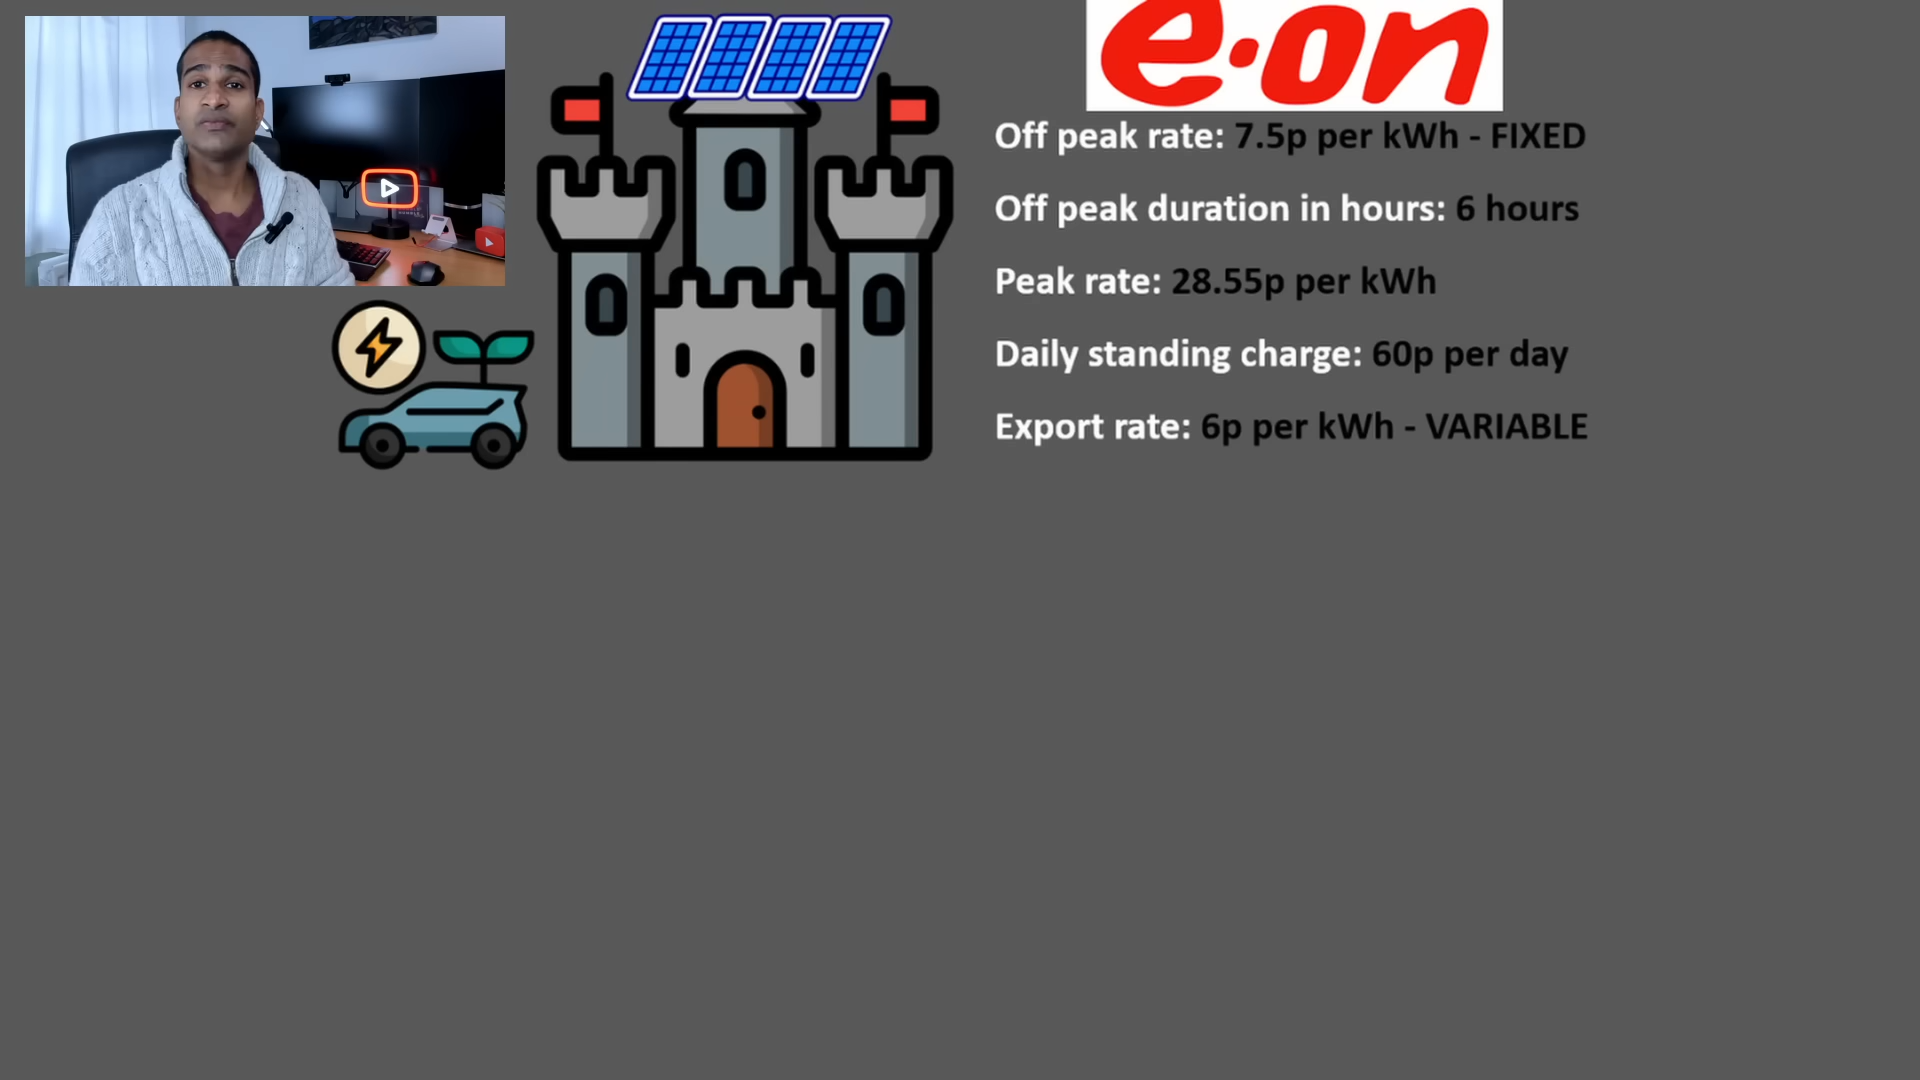 e·on
Off peak rate: 7.5p per kWh - FIXED
Off peak duration in hours: 6 hours
Peak rate: 28.55p per kWh
Daily standing charge: 60p per day
Export rate: 6p per kWh - VARIABLE